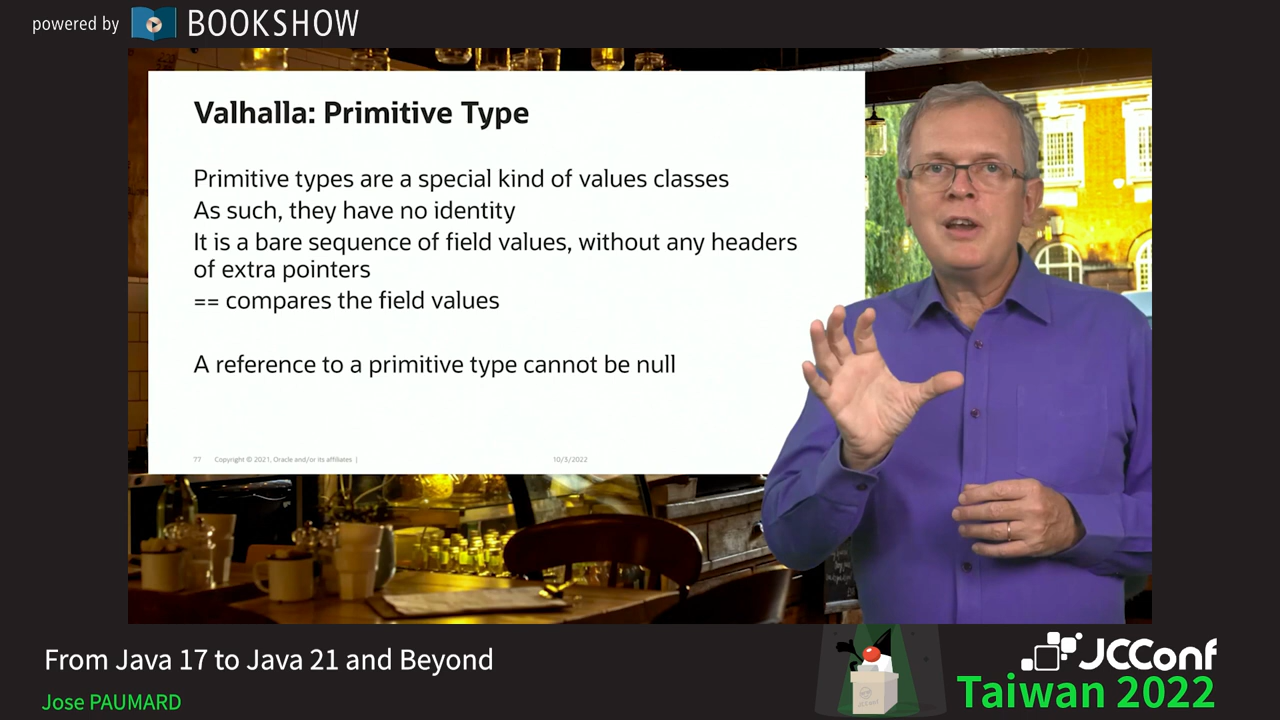 powered by BOOKSHOW
Valhalla: Primitive Type
Primitive types are a special kind of values classes
As such, they have no identity
It is a bare sequence of field values, without any headers
of extra pointers
== compares the field values
A reference to a primitive type cannot be null
77 Copyright © 2021, Oracle and/or its affiliates | 10/3/2022
From Java 17 to Java 21 and Beyond
Jose PAUMARD
JCConf
Taiwan 2022